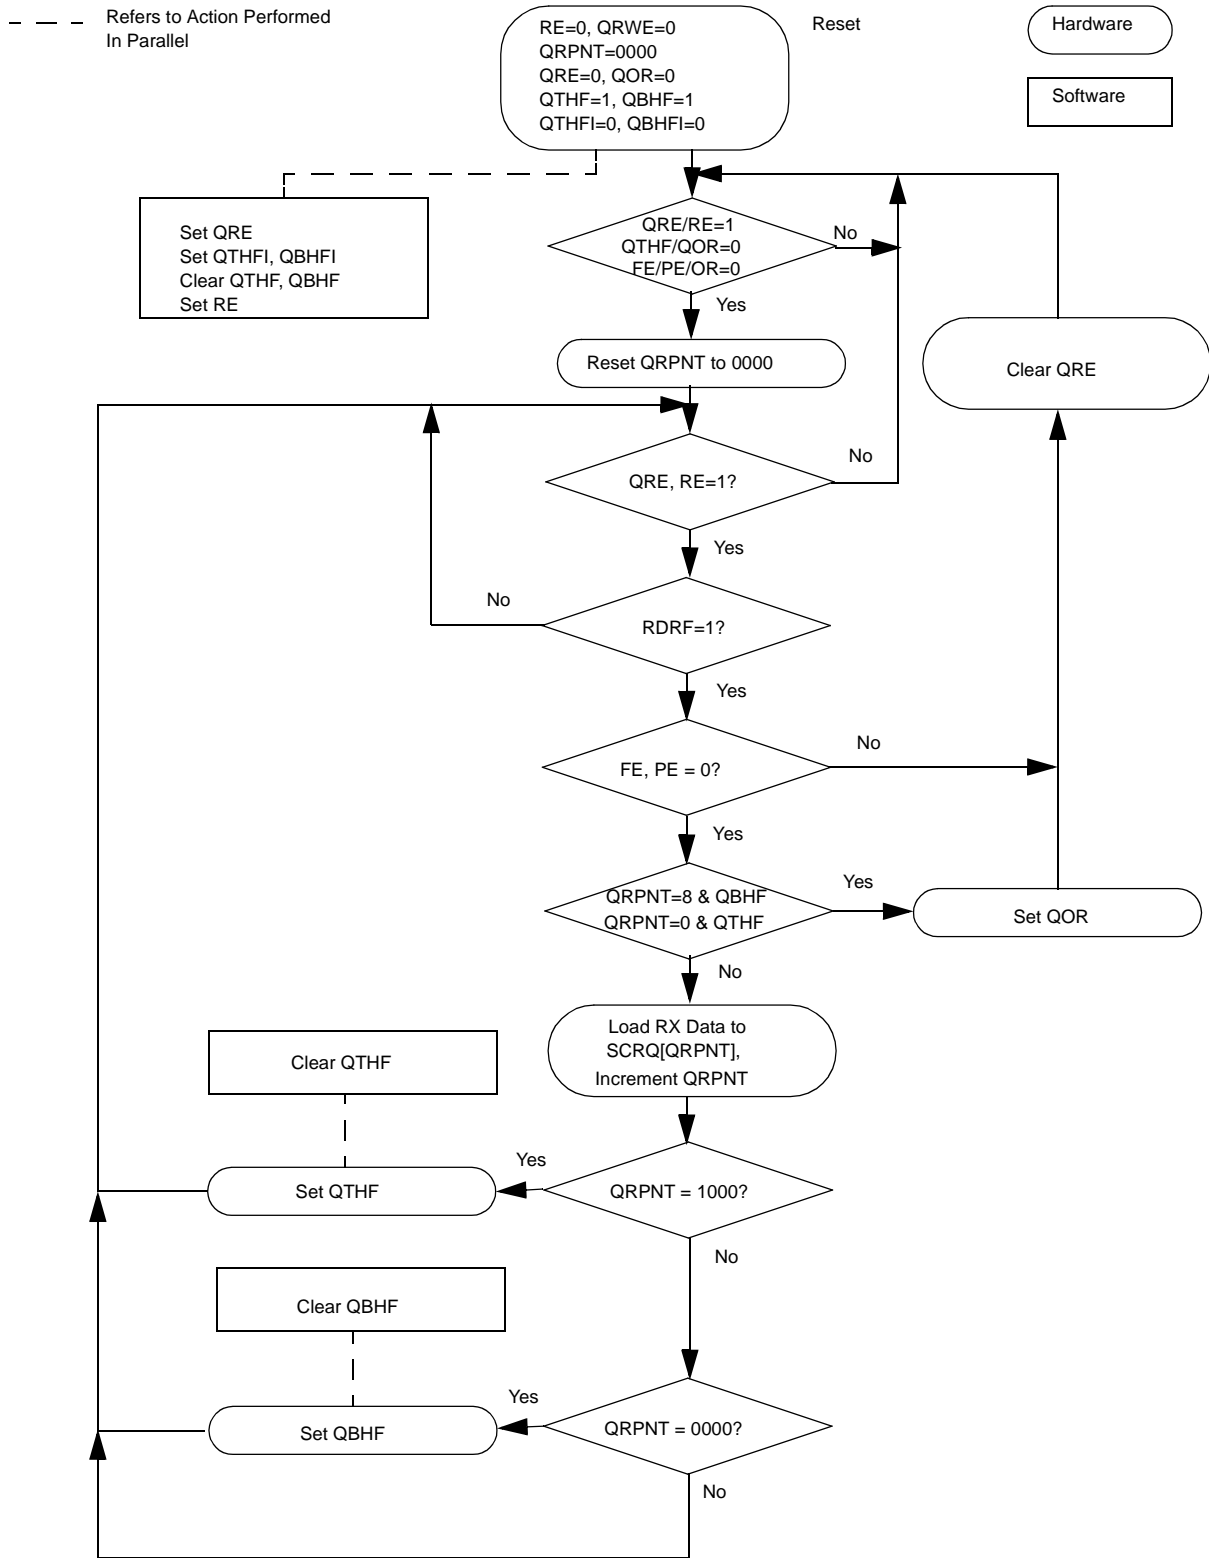 Refers to Action Performed
In Parallel
RE=0, QRWE=0
QRPNT=0000
QRE=0, QOR=0
QTHF=1, QBHF=1
QTHFI=0, QBHFI=0
Reset
Hardware
Software
Set QRE
Set QTHFI, QBHFI
Clear QTHF, QBHF
Set RE
QRE/RE=1
QTHF/QOR=0
FE/PE/OR=0
No
Yes
Reset QRPNT to 0000
Clear QRE
QRE, RE=1?
No
Yes
RDRF=1?
No
Yes
FE, PE = 0?
No
Yes
QRPNT=8 & QBHF
QRPNT=0 & QTHF
Yes
Set QOR
No
Load RX Data to
SCRQ[QRPNT],
Increment QRPNT
Clear QTHF
Set QTHF
Yes
QRPNT = 1000?
No
Clear QBHF
Set QBHF
Yes
QRPNT = 0000?
No